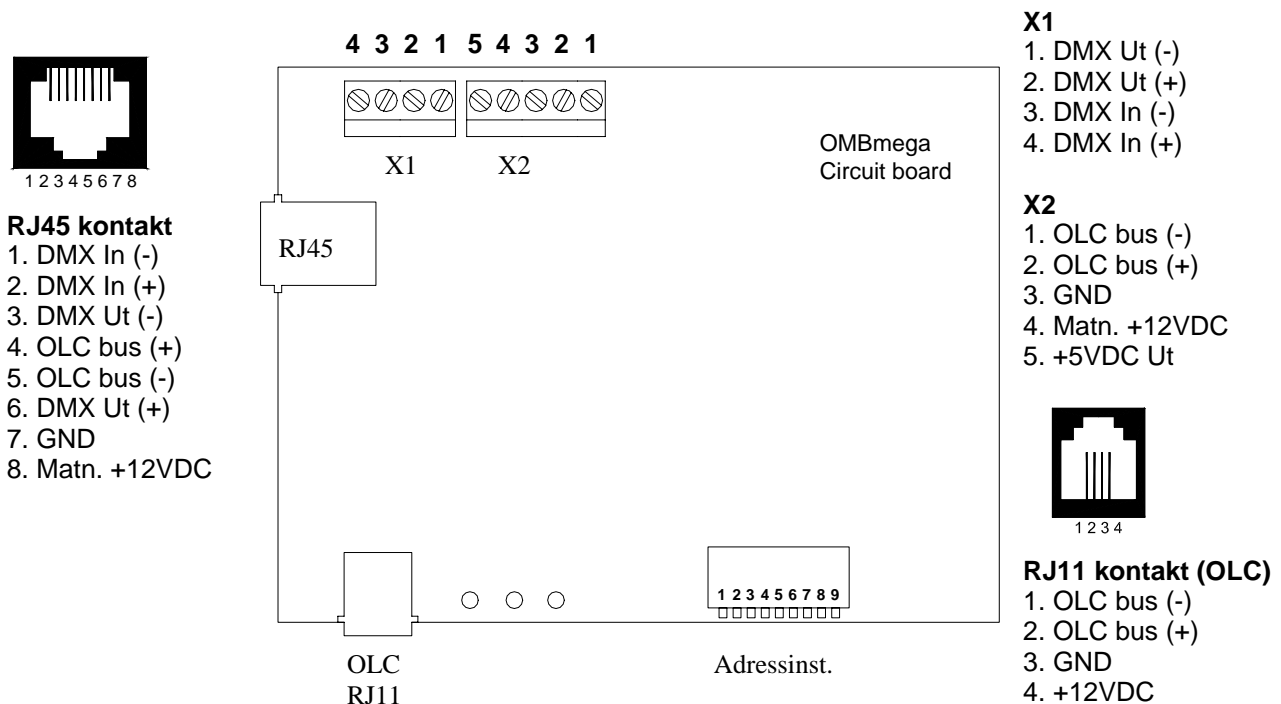 1 2 3 4 5 6 7 8
RJ45 kontakt
1. DMX In (-)
2. DMX In (+)
3. DMX Ut (-)
4. OLC bus (+)
5. OLC bus (-)
6. DMX Ut (+)
7. GND
8. Matn. +12VDC
4 3 2 1 5 4 3 2 1
X1 X2
OMBmega
Circuit board
RJ45
1 2 3 4 5 6 7 8 9
OLC
RJ11
Adressinst.
X1
1. DMX Ut (-)
2. DMX Ut (+)
3. DMX In (-)
4. DMX In (+)
X2
1. OLC bus (-)
2. OLC bus (+)
3. GND
4. Matn. +12VDC
5. +5VDC Ut
1 2 3 4
RJ11 kontakt (OLC)
1. OLC bus (-)
2. OLC bus (+)
3. GND
4. +12VDC